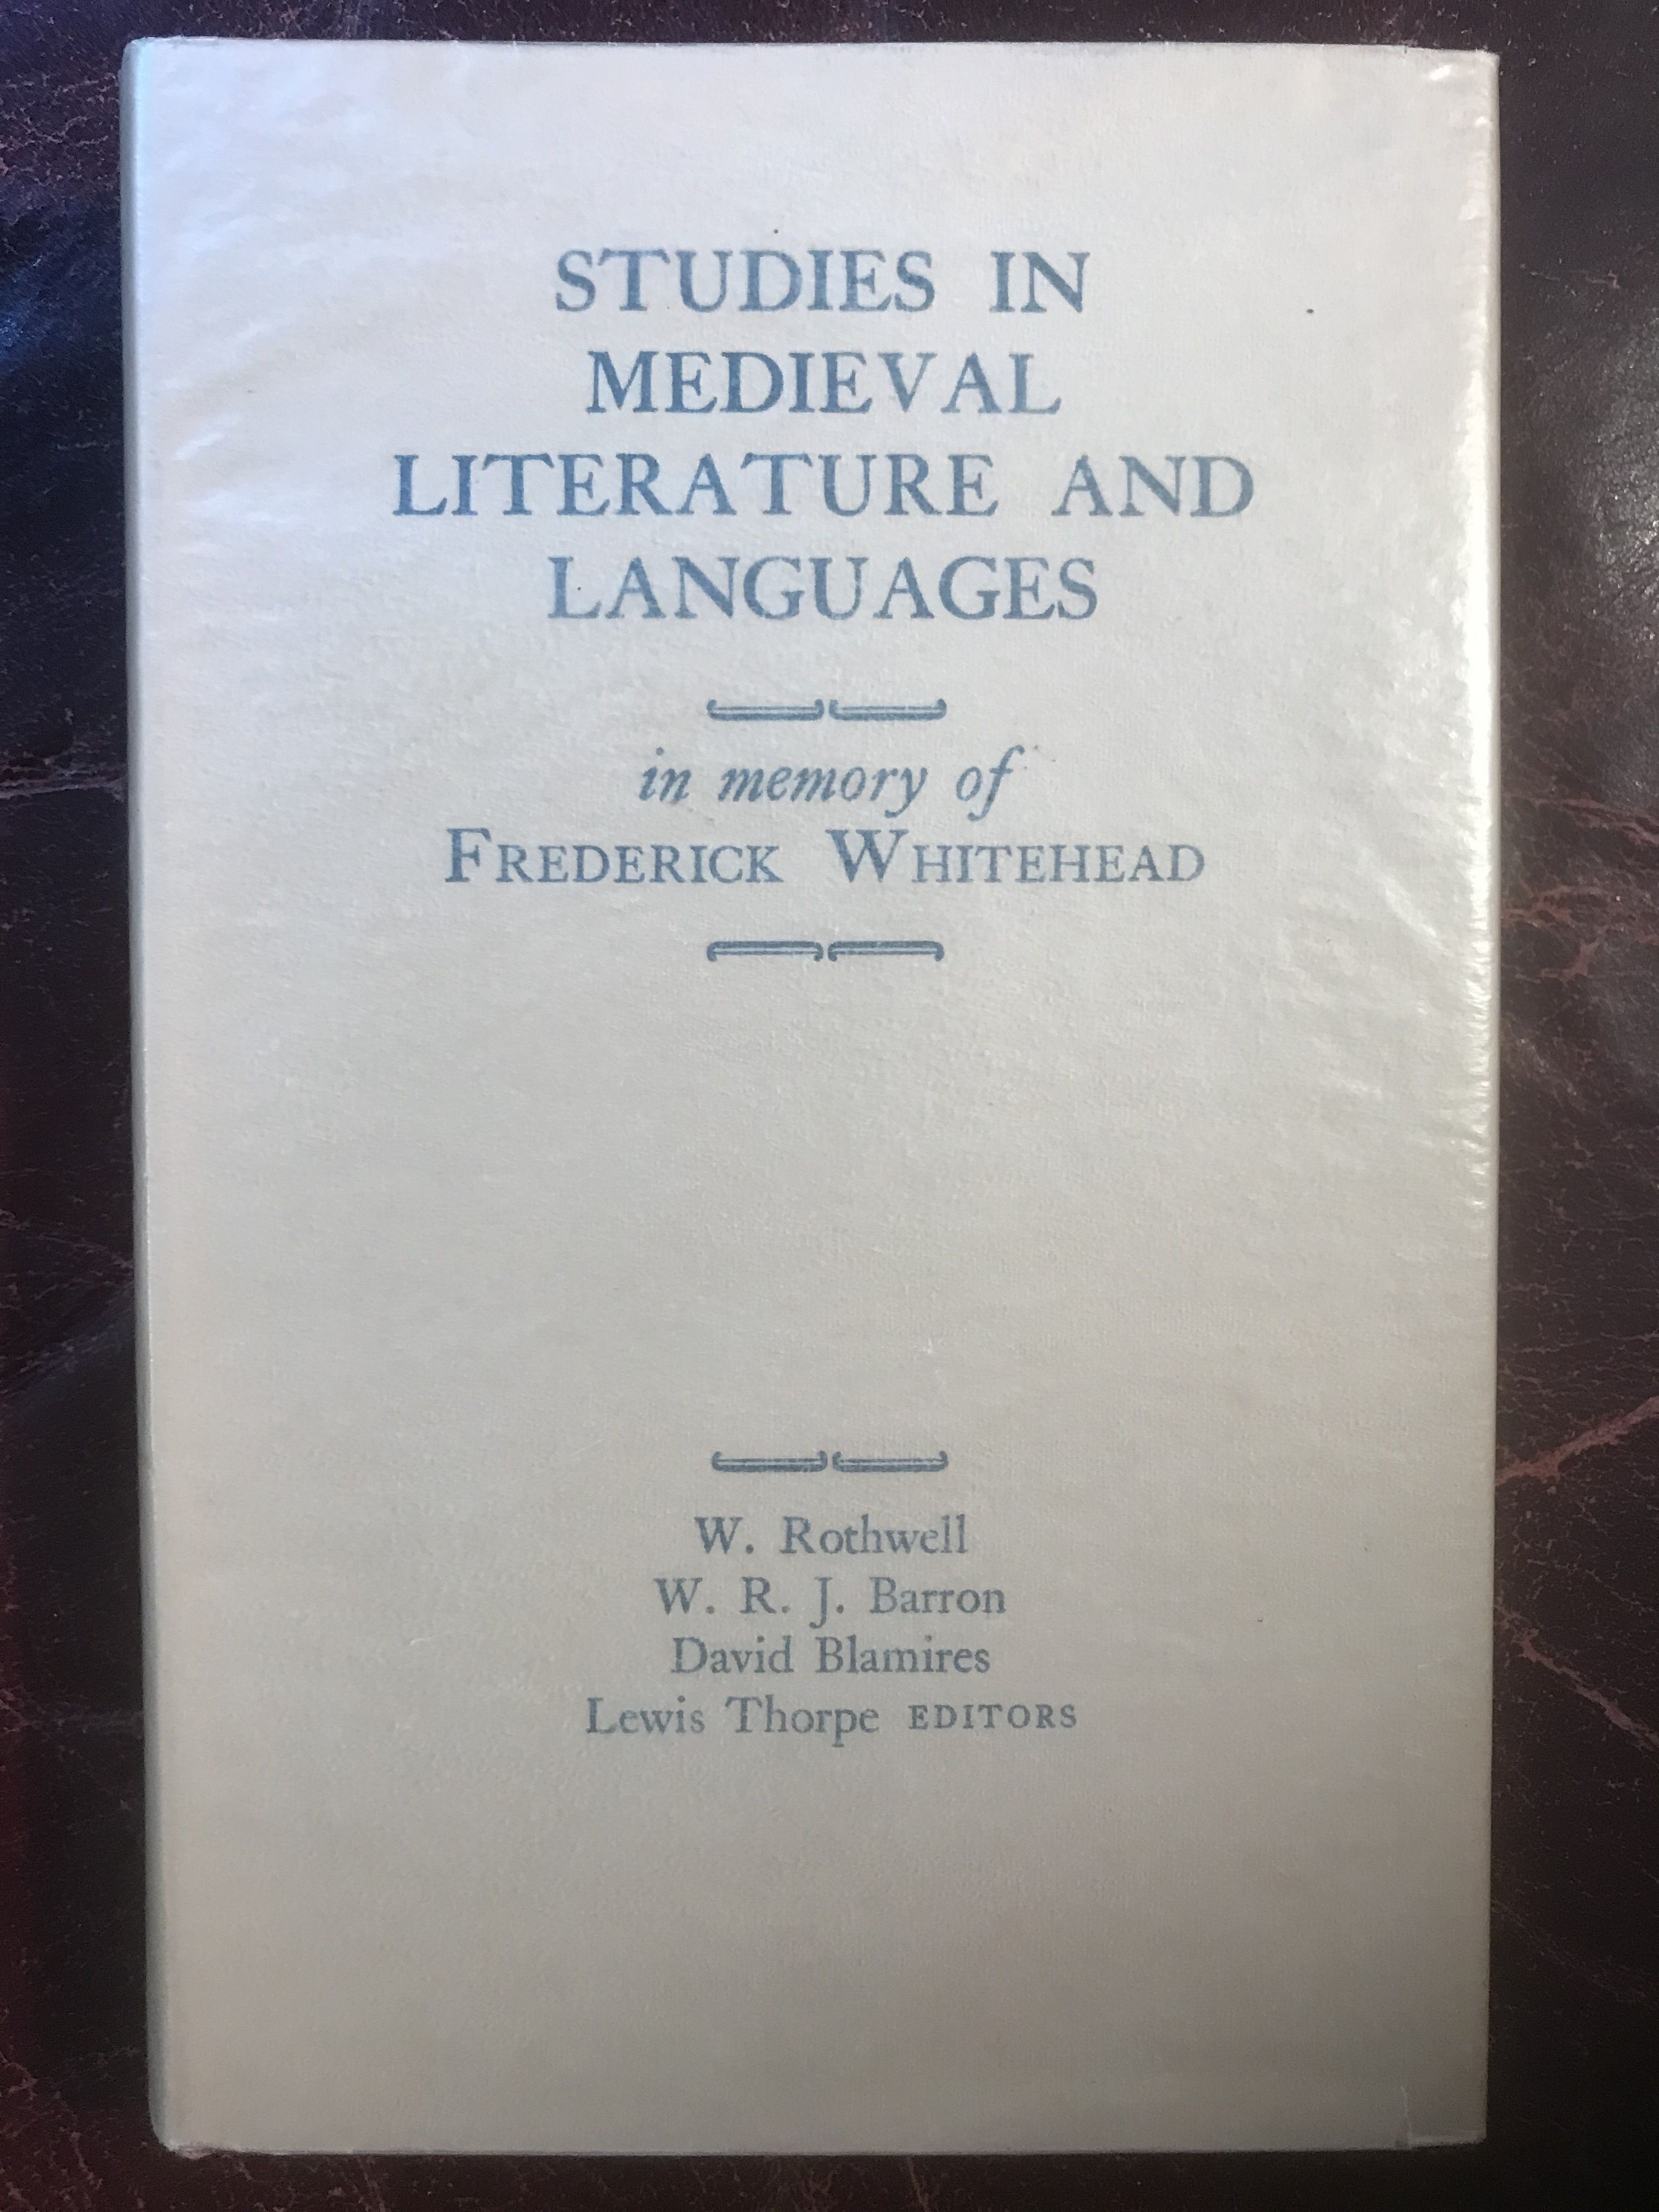 STUDIES IN
MEDIEVAL
LITERATURE AND
LANGUAGES
in memory of
FREDERICK WHITEHEAD
W. Rothwell
W. R. J. Barron
David Blamires
Lewis Thorpe EDITORS